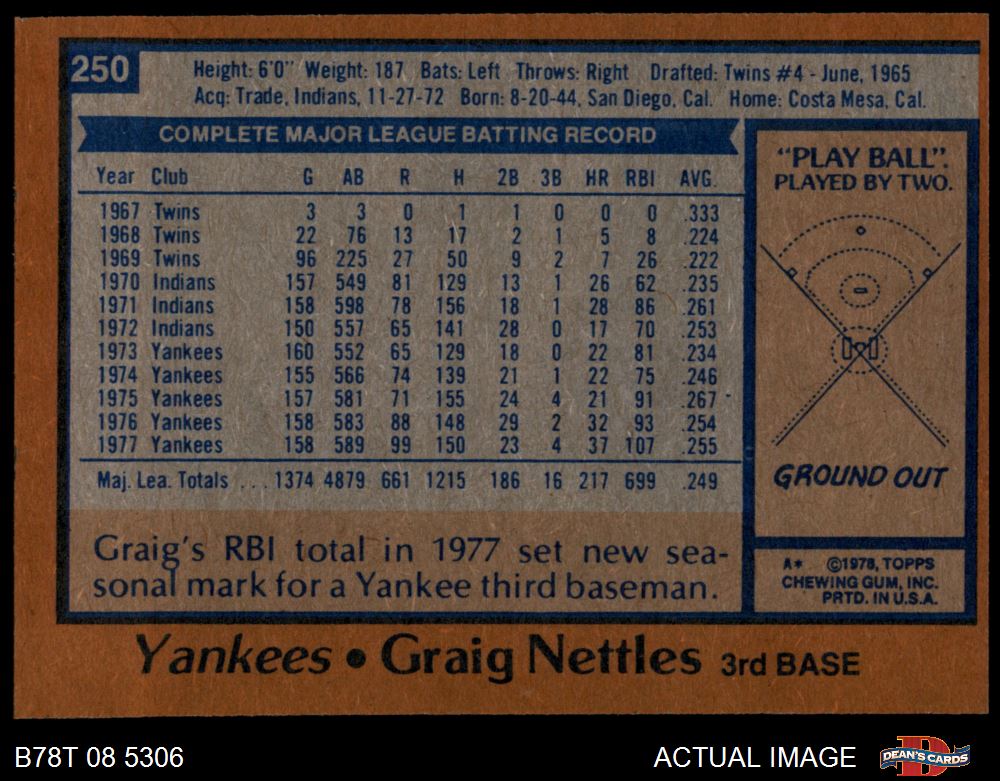 250
Height: 6'0" Weight: 187 Bats: Left Throws: Right Drafted: Twins #4 - June, 1965
Acq: Trade, Indians, 11-27-72 Born: 8-20-44, San Diego, Cal. Home: Costa Mesa, Cal.
COMPLETE MAJOR LEAGUE BATTING RECORD
Year Club G AB R H 2B 3B HR RBI AVG.
1967 Twins 3 3 0 1 1 0 0 0 .333
1968 Twins 22 76 13 17 2 1 5 8 .224
1969 Twins 96 225 27 50 9 2 7 26 .222
1970 Indians 157 549 81 129 13 1 26 62 .235
1971 Indians 158 598 78 156 18 1 28 86 .261
1972 Indians 150 557 65 141 28 0 17 70 .253
1973 Yankees 160 552 65 129 18 0 22 81 .234
1974 Yankees 155 566 74 139 21 1 22 75 .246
1975 Yankees 157 581 71 155 24 4 21 91 .267
1976 Yankees 158 583 88 148 29 2 32 93 .254
1977 Yankees 158 589 99 150 23 4 37 107 .255
Maj. Lea. Totals . . . 1374 4879 661 1215 186 16 217 699 .249
Graig's RBI total in 1977 set new sea-
sonal mark for a Yankee third baseman.
"PLAY BALL".
PLAYED BY TWO.
GROUND OUT
A* ©1978, TOPPS
CHEWING GUM, INC.
PRTD. IN U.S.A.
Yankees • Graig Nettles 3rd BASE
B78T 08 5306
ACTUAL IMAGE
D
DEAN'S CARDS